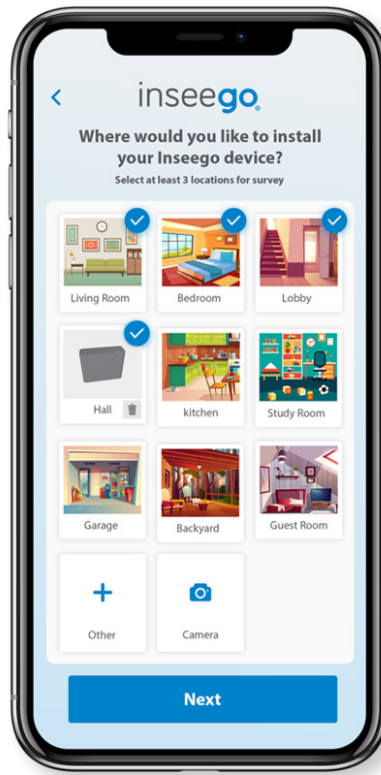 inseego
Where would you like to install
your Inseego device?
Select at least 3 locations for survey
Living Room
Bedroom
Lobby
Hall
kitchen
Study Room
Garage
Backyard
Guest Room
Other
Camera
Next